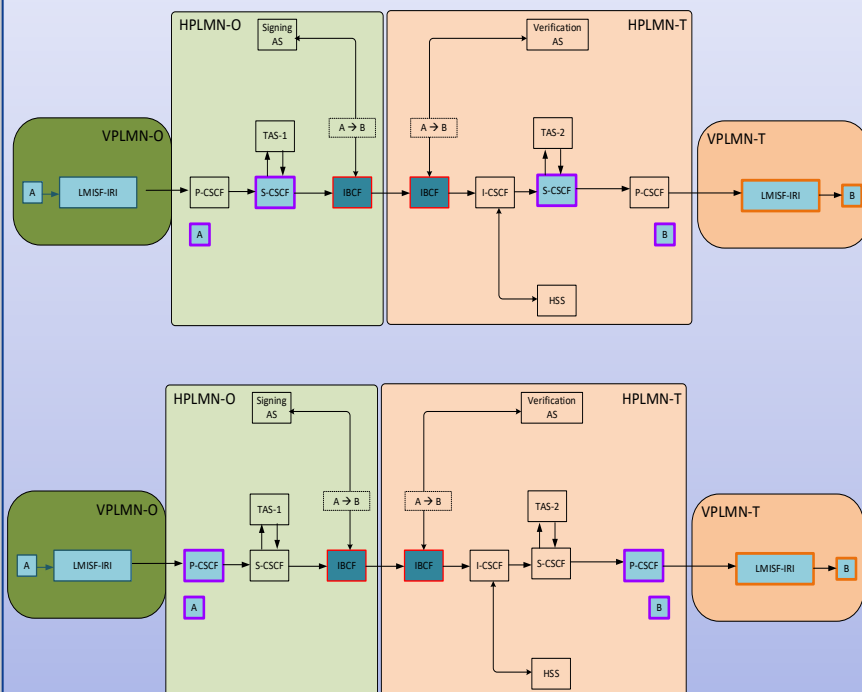 HPLMN-O
Signing
AS
Verification
AS
HPLMN-T
VPLMN-O
TAS-1
A → B
A → B
TAS-2
VPLMN-T
A
LMISF-IRI
P-CSCF
S-CSCF
IBCF
IBCF
I-CSCF
S-CSCF
P-CSCF
LMISF-IRI
B
A
B
HSS
HPLMN-O
Signing
AS
Verification
AS
HPLMN-T
VPLMN-O
TAS-1
A → B
A → B
TAS-2
VPLMN-T
A
LMISF-IRI
P-CSCF
S-CSCF
IBCF
IBCF
I-CSCF
S-CSCF
P-CSCF
LMISF-IRI
B
A
B
HSS